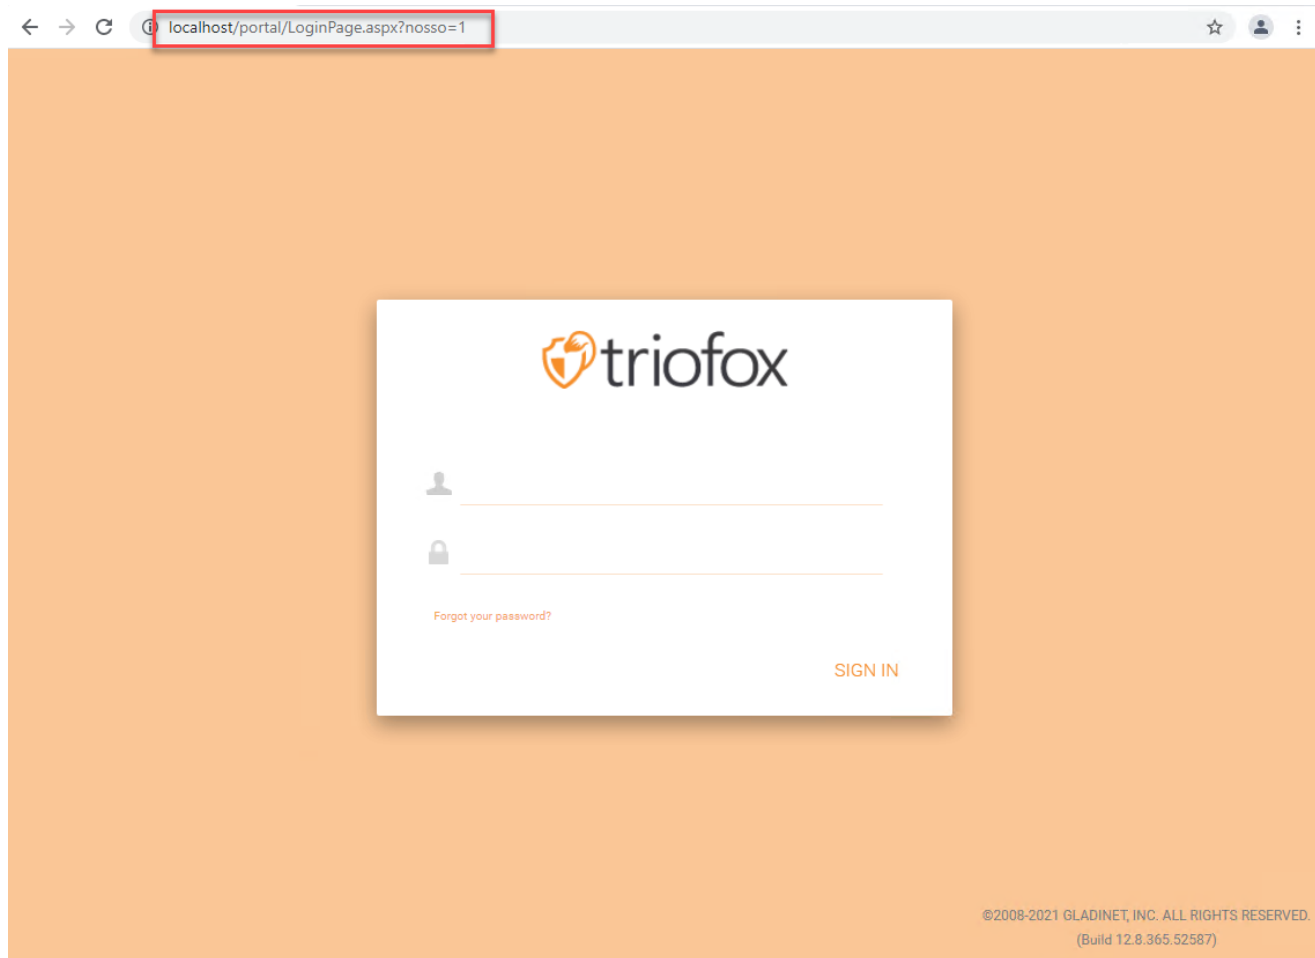 localhost/portal/LoginPage.aspx?nosso=1
triofox
Forgot your password?
SIGN IN
©2008-2021 GLADINET, INC. ALL RIGHTS RESERVED.
(Build 12.8.365.52587)